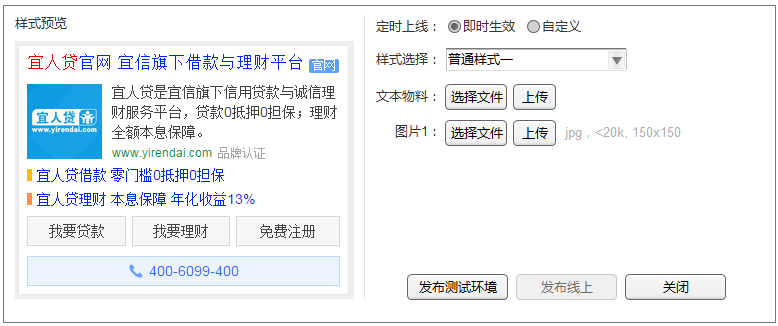 样式预览
宜人贷官网 宜信旗下借款与理财平台 官网
宜人贷
www.yirendai.com
宜人贷是宜信旗下信用贷款与诚信理
财服务平台，贷款0抵押0担保；理财
全额本息保障。
www.yirendai.com 品牌认证
宜人贷借款 零门槛0抵押0担保
宜人贷理财 本息保障 年化收益13%
我要贷款 我要理财 免费注册
400-6099-400
定时上线： 即时生效 自定义
样式选择： 普通样式一
文本物料： 选择文件 上传
图片1： 选择文件 上传 jpg，<20k, 150x150
发布测试环境 发布线上 关闭